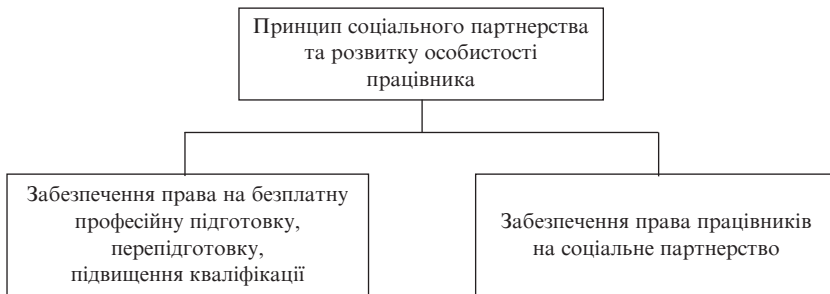 Принцип соціального партнерства
та розвитку особистості
працівника
Забезпечення права на безплатну
професійну підготовку,
перепідготовку,
підвищення кваліфікації
Забезпечення права працівників
на соціальне партнерство